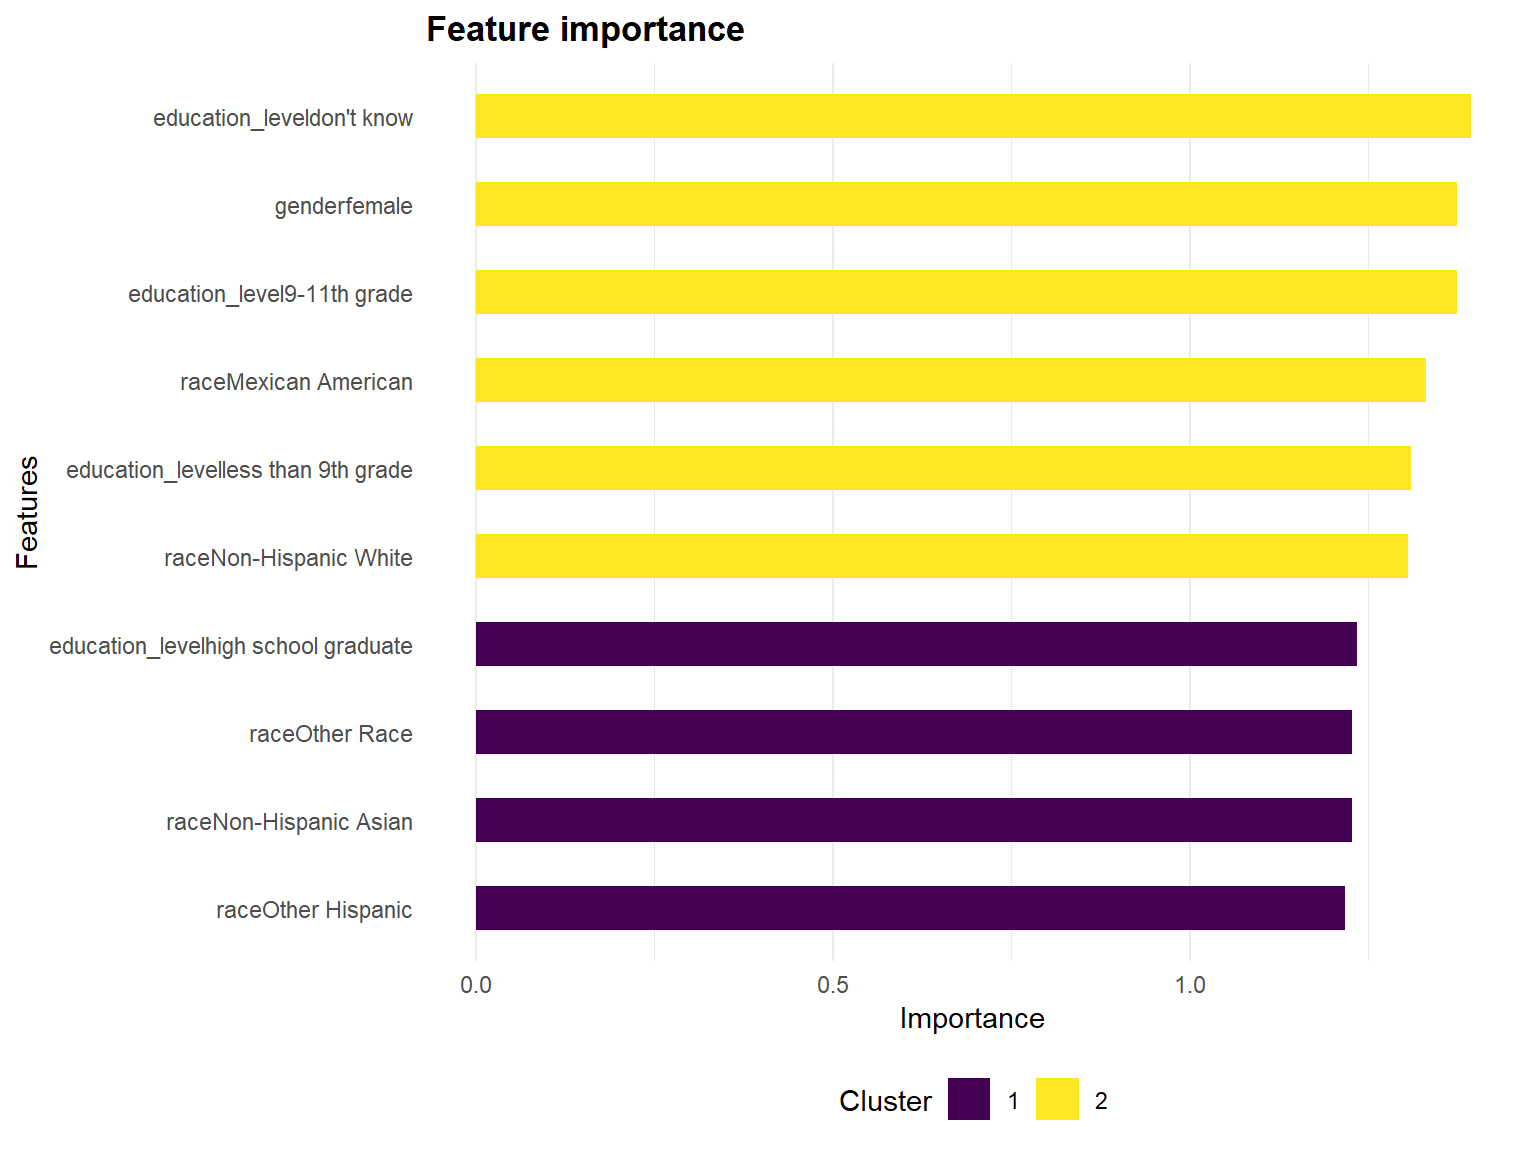 Feature importance
education_leveldon't know
genderfemale
education_level9-11th grade
raceMexican American
education_levelless than 9th grade
raceNon-Hispanic White
education_levelhigh school graduate
raceOther Race
raceNon-Hispanic Asian
raceOther Hispanic
Features
0.0 0.5 1.0
Importance
Cluster 1 2